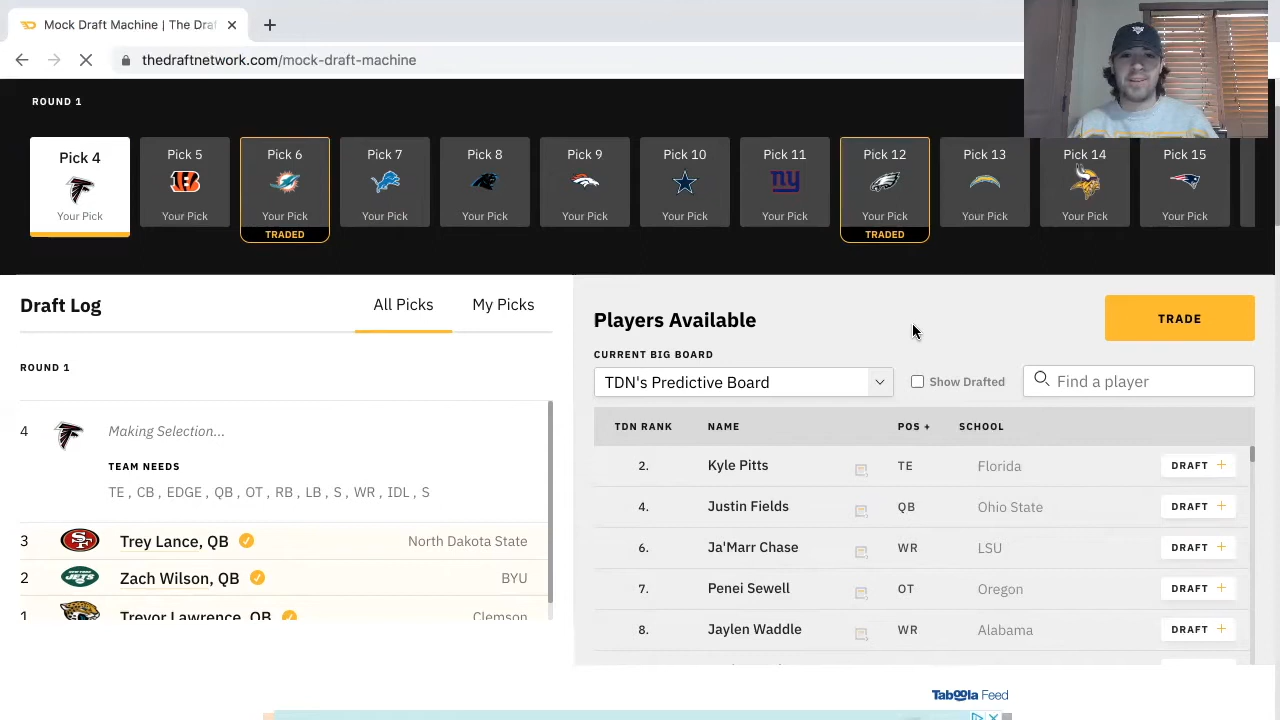 Mock Draft Machine | The Draf
thedraftnetwork.com/mock-draft-machine
ROUND 1
Pick 4
Your Pick
Pick 5
Your Pick
Pick 6
Your Pick
TRADED
Pick 7
Your Pick
Pick 8
Your Pick
Pick 9
Your Pick
Pick 10
Your Pick
Pick 11
ny
Your Pick
Pick 12
Your Pick
TRADED
Pick 13
Your Pick
Pick 14
Your Pick
Pick 15
Your Pick
Draft Log
All Picks My Picks
ROUND 1
4 Making Selection...
TEAM NEEDS
TE , CB , EDGE , QB , OT , RB , LB , S , WR , IDL , S
3 SF Trey Lance, QB North Dakota State
2 JETS Zach Wilson, QB BYU
1 Trevor Lawrence, QB Clemson
Players Available
TRADE
CURRENT BIG BOARD
TDN's Predictive Board Show Drafted Find a player
TDN RANK NAME POS + SCHOOL
2. Kyle Pitts TE Florida DRAFT +
4. Justin Fields QB Ohio State DRAFT +
6. Ja'Marr Chase WR LSU DRAFT +
7. Penei Sewell OT Oregon DRAFT +
8. Jaylen Waddle WR Alabama DRAFT +
Taboola Feed